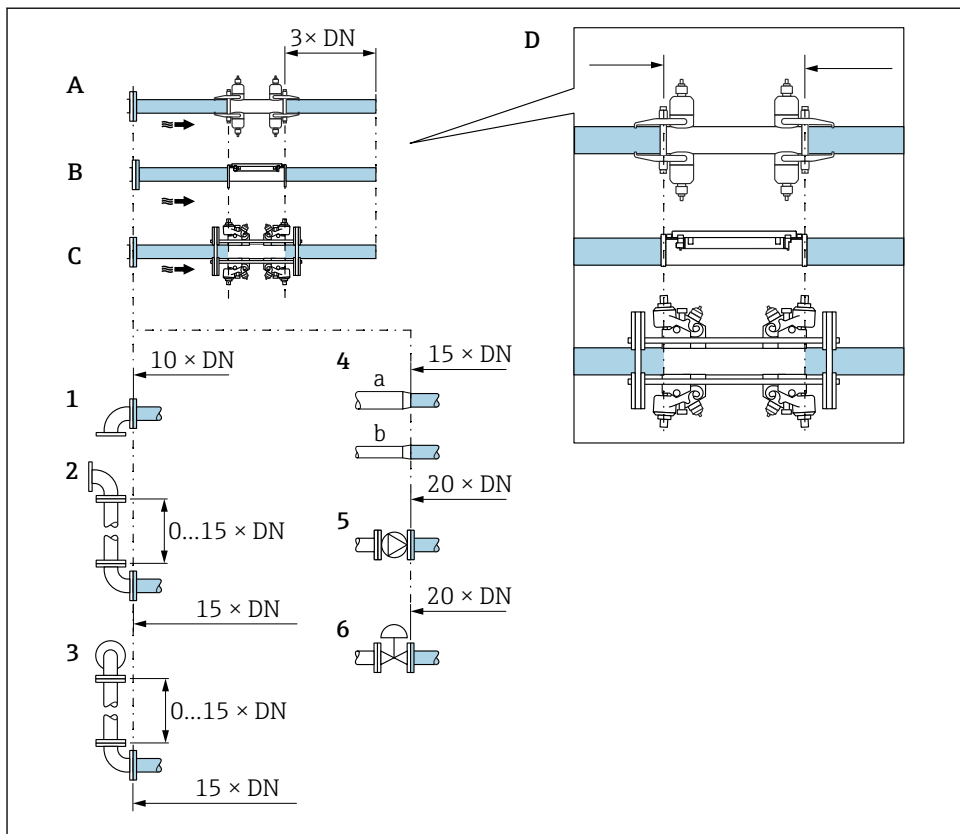 3× DN
D
A
B
C
10 × DN
4
15 × DN
1
a
b
2
20 × DN
0...15 × DN
5
15 × DN
20 × DN
3
6
0...15 × DN
15 × DN